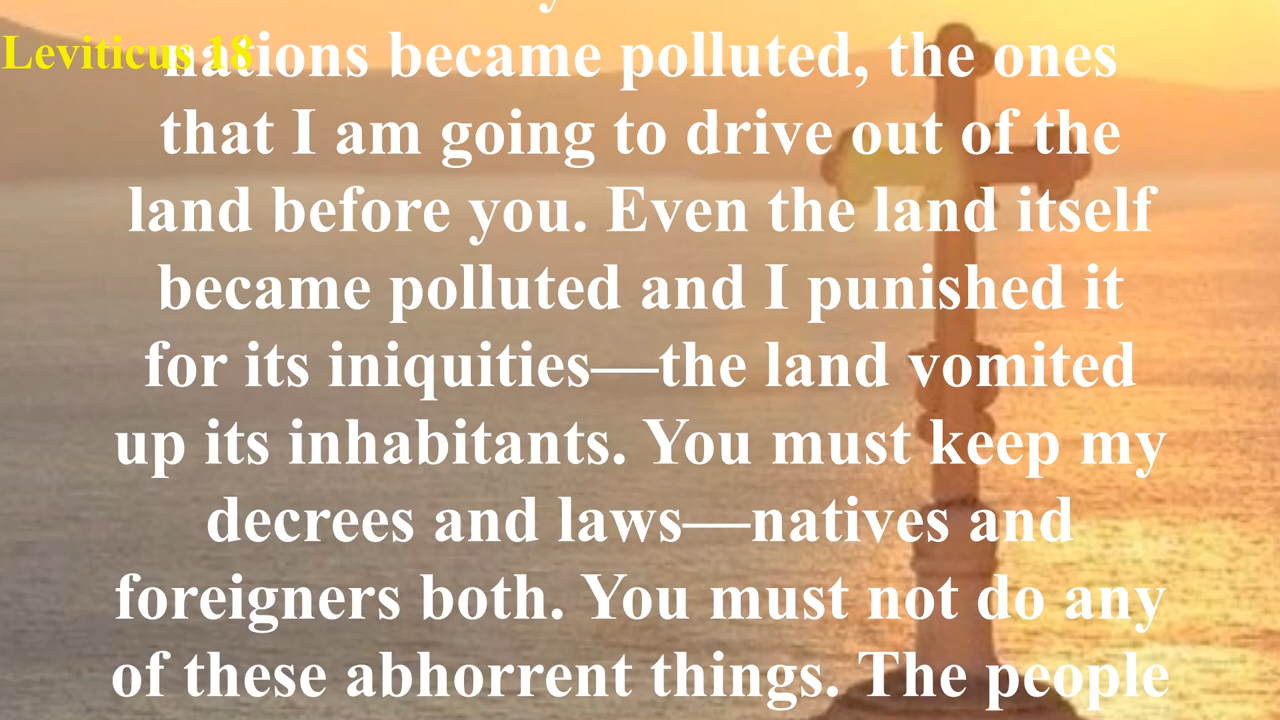 Leviticus 18
nations became polluted, the ones
that I am going to drive out of the
land before you. Even the land itself
became polluted and I punished it
for its iniquities—the land vomited
up its inhabitants. You must keep my
decrees and laws—natives and
foreigners both. You must not do any
of these abhorrent things. The people